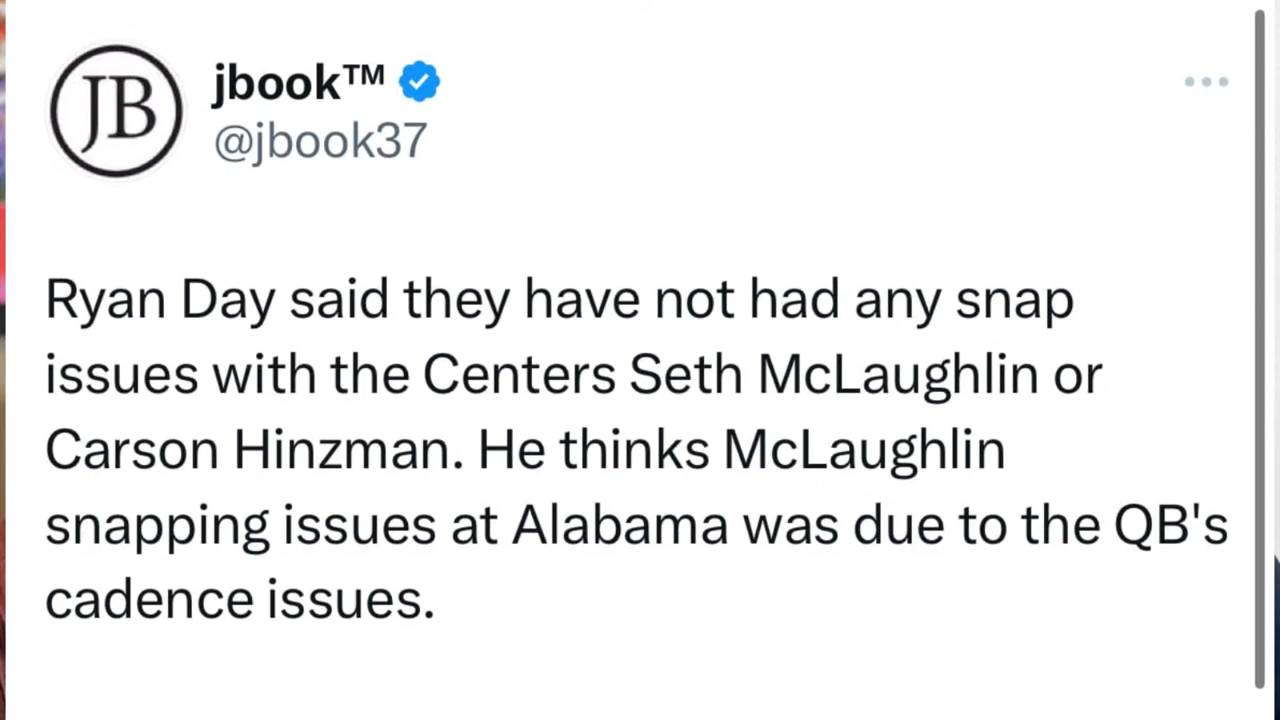 JB
jbook™
@jbook37
Ryan Day said they have not had any snap
issues with the Centers Seth McLaughlin or
Carson Hinzman. He thinks McLaughlin
snapping issues at Alabama was due to the QB's
cadence issues.